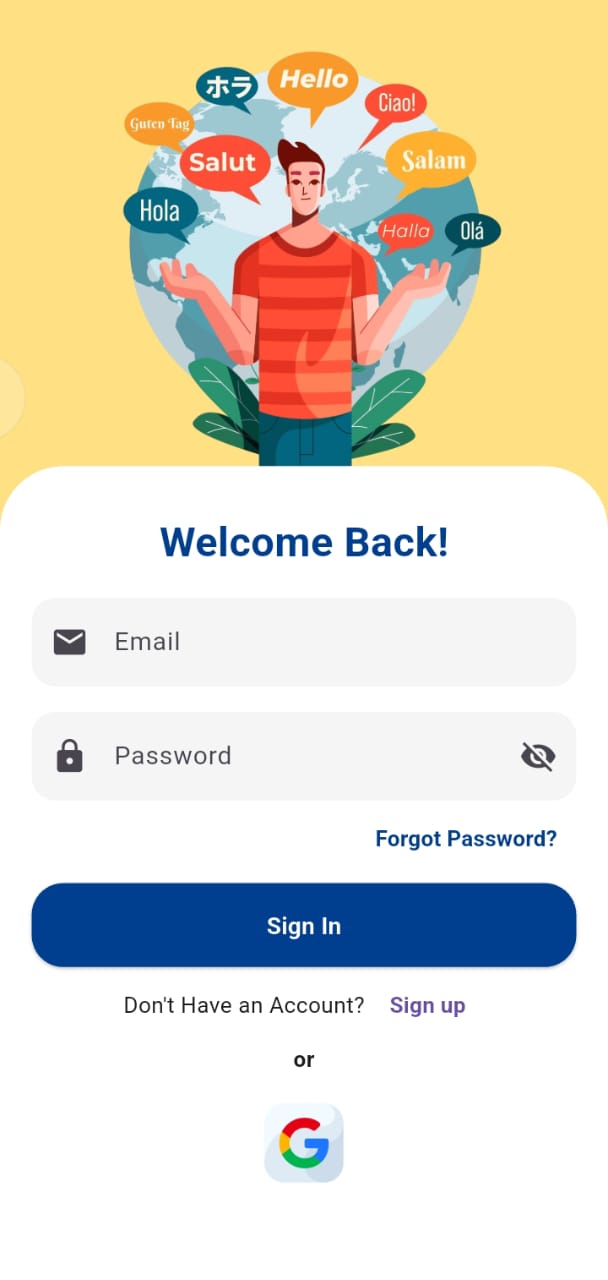 Hello
ホラ
Ciao!
Guten Tag
Salut
Salam
Hola
Halla
Olá
Welcome Back!
Email
Password
Forgot Password?
Sign In
Don't Have an Account? Sign up
or
G